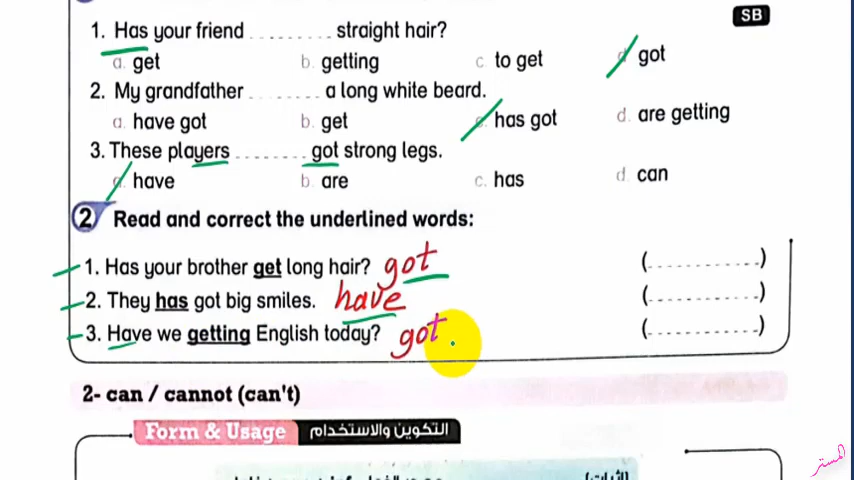 SB
1. Has your friend ......... straight hair?
a. get b. getting c. to get d. got
2. My grandfather ....... a long white beard.
a. have got b. get c. has got d. are getting
3. These players ......... got strong legs.
a. have b. are c. has d. can
2 Read and correct the underlined words:
1. Has your brother get long hair? got (...........)
2. They has got big smiles. have (...........)
3. Have we getting English today? got (...........)
2- can / cannot (can't)
Form & Usage التكوين والاستخدام
المستر